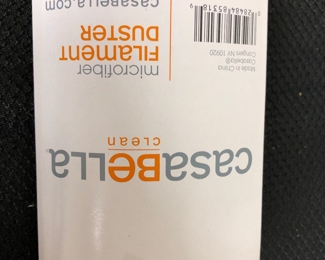 casaBella
clean
microfiber
Filament
Duster
casabella.com
Made in China
Casabella®
Congers NY 10920